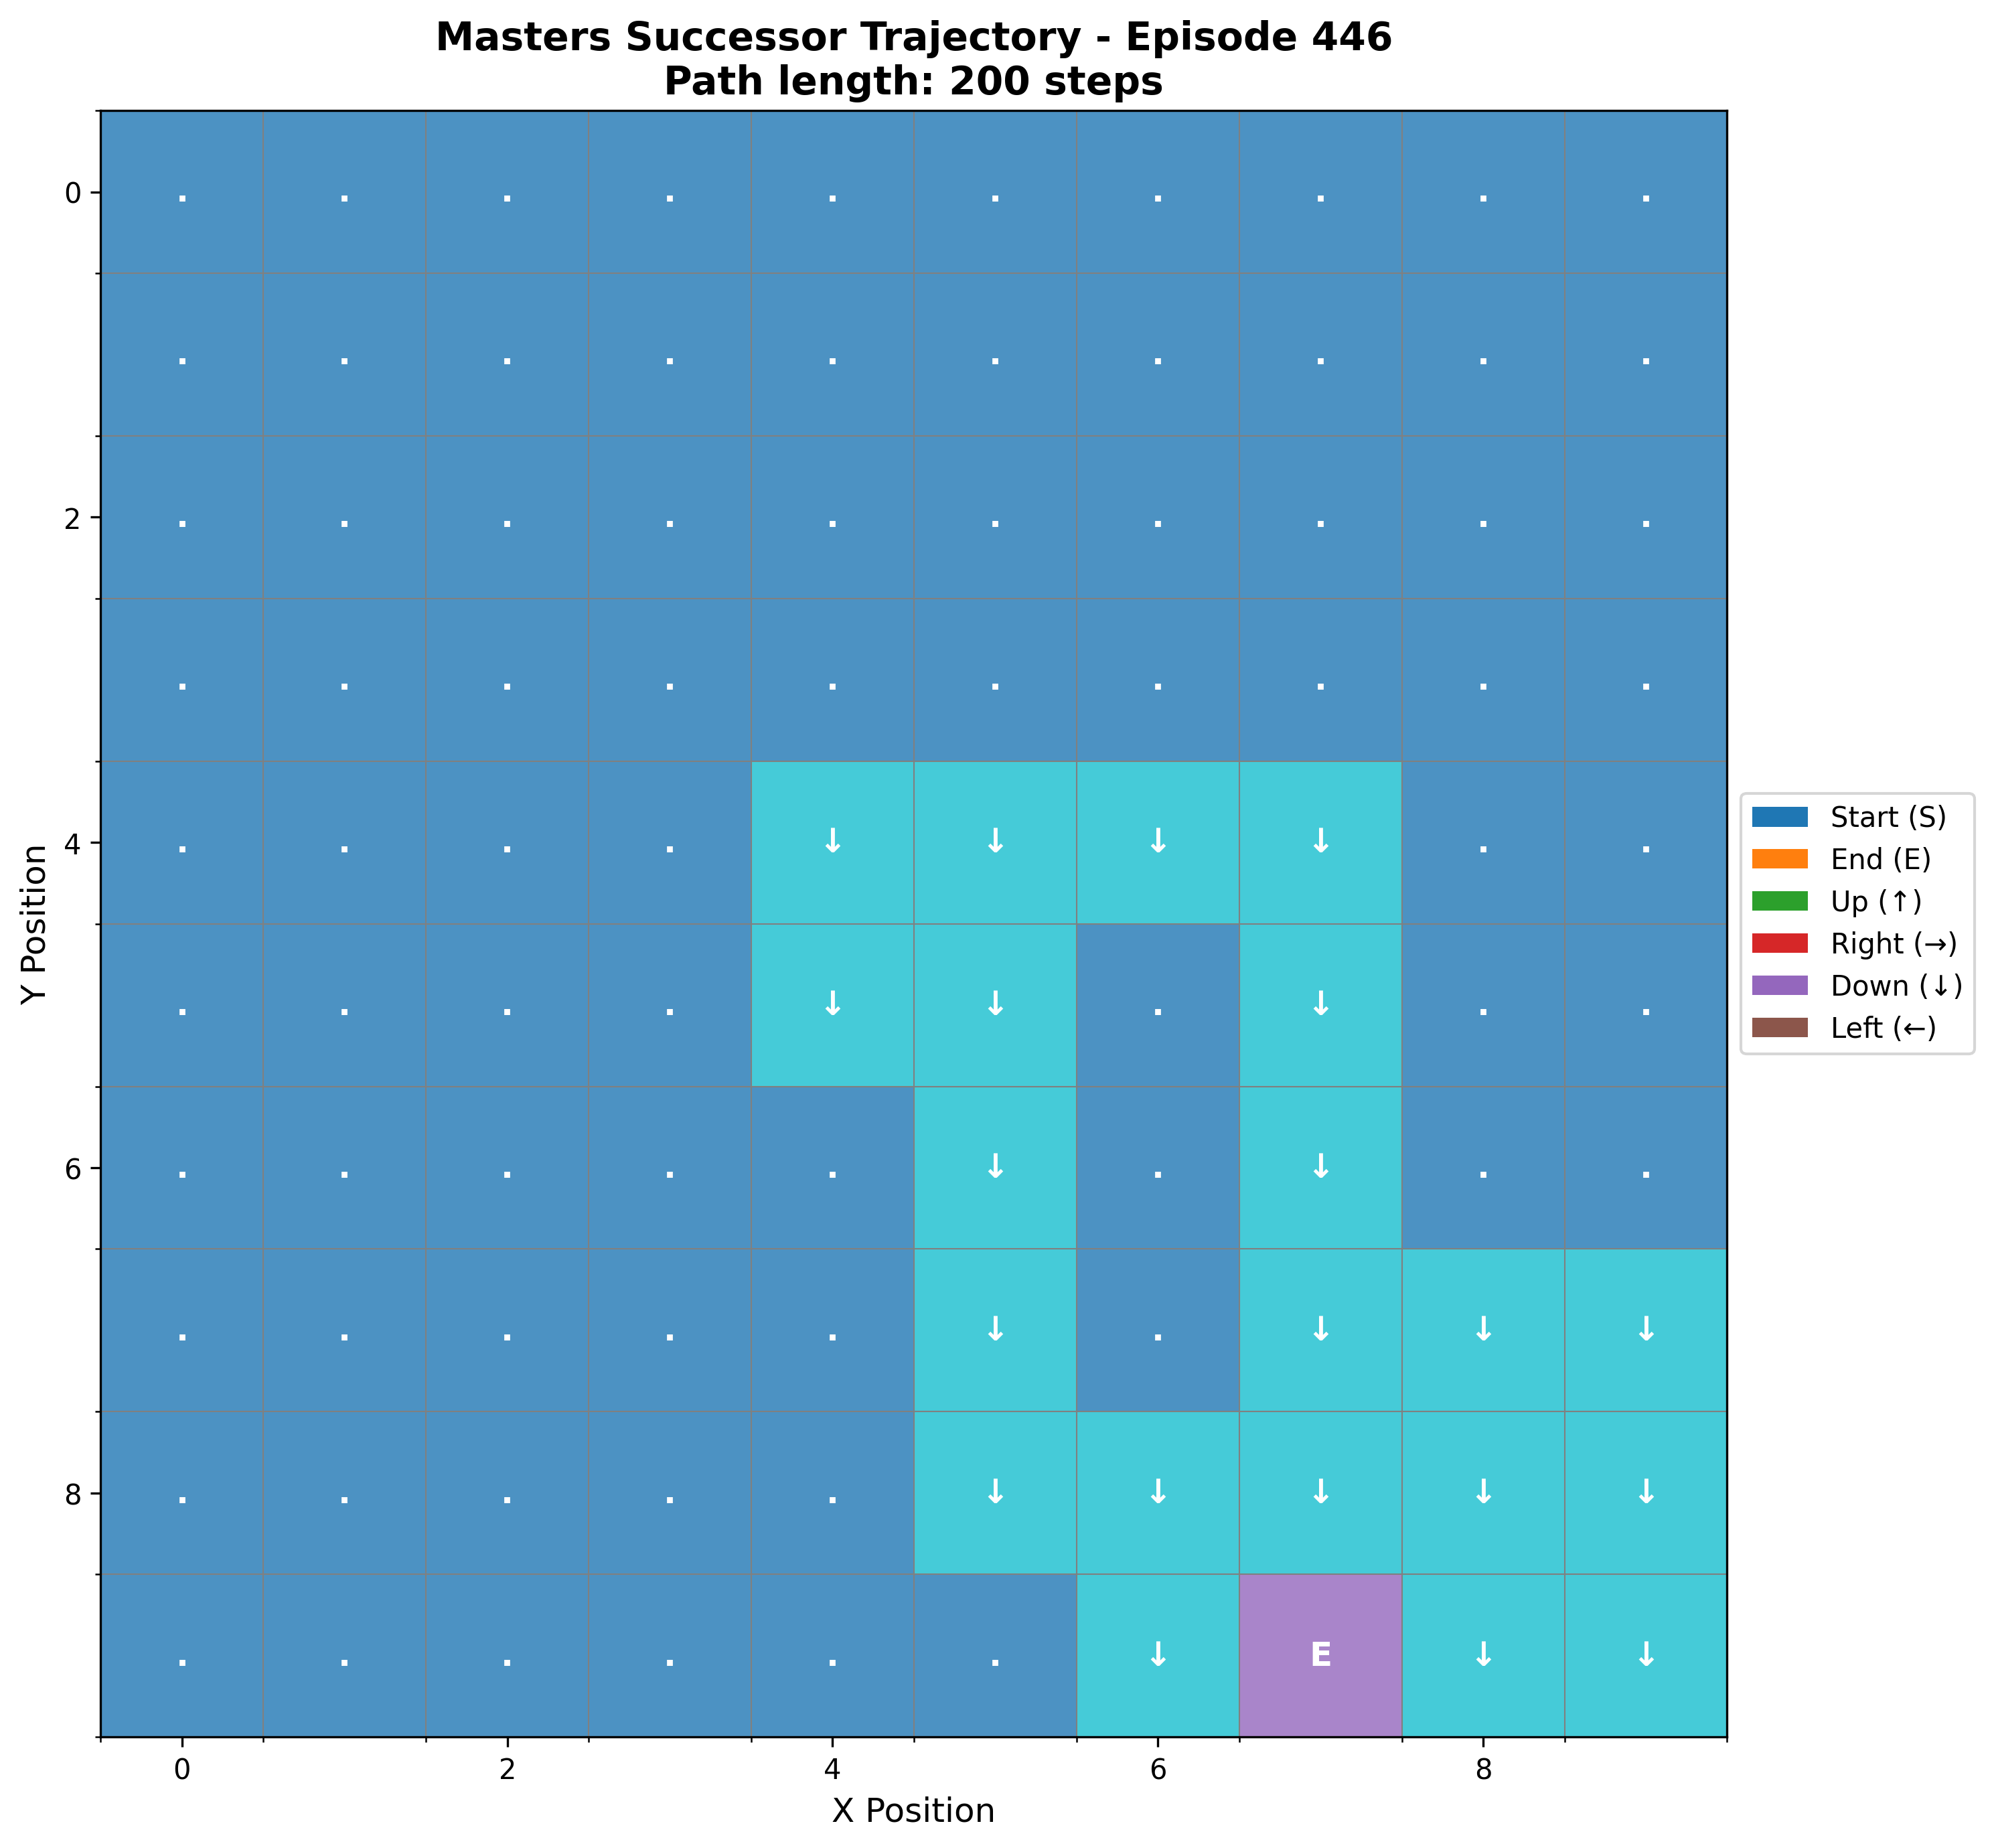 Masters Successor Trajectory - Episode 446
Path length: 200 steps
0 . . . . . . . . . .
. . . . . . . . . .
2 . . . . . . . . . .
. . . . . . . . . .
4 . . . . ↓ ↓ ↓ ↓ . .
. . . . ↓ ↓ . ↓ . .
6 . . . . . ↓ . ↓ . .
. . . . . ↓ . ↓ ↓ ↓
8 . . . . . ↓ ↓ ↓ ↓ ↓
. . . . . . ↓ E ↓ ↓
0 2 4 6 8
X Position
Y Position
Start (S)
End (E)
Up (↑)
Right (→)
Down (↓)
Left (←)